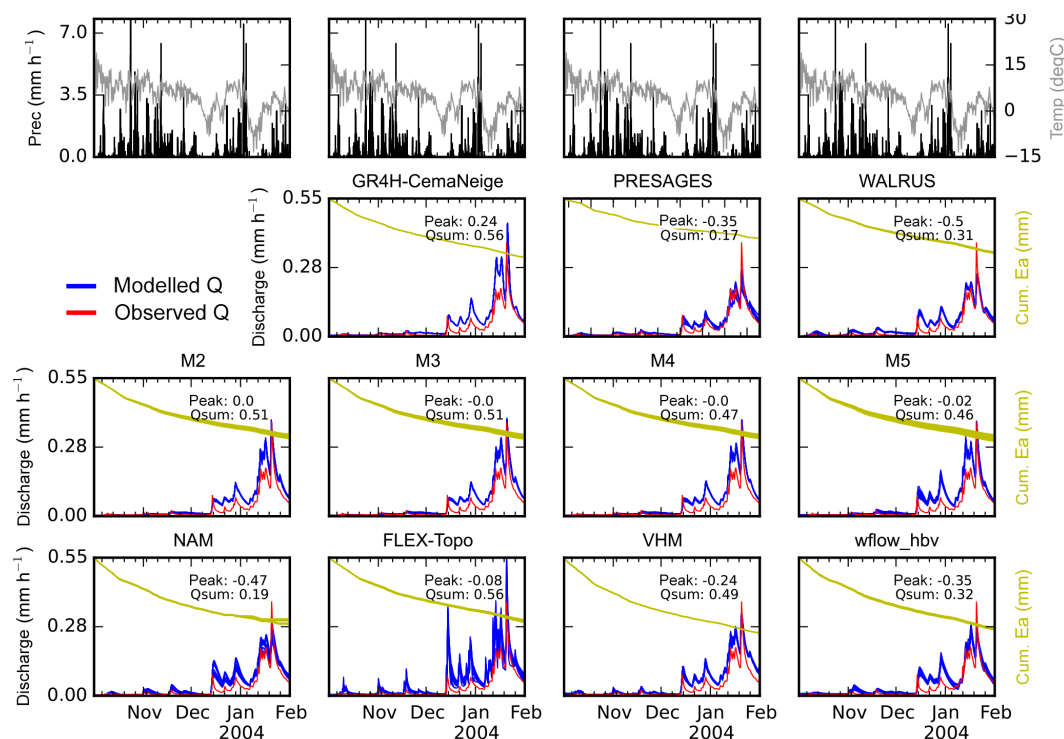 7.0
3.5
0.0
Prec (mm h⁻¹)
30
15
0
−15
Temp (degC)
GR4H-CemaNeige
PRESAGES
WALRUS
0.55
0.28
0.00
Discharge (mm h⁻¹)
Peak: 0.24
Qsum: 0.56
Peak: -0.35
Qsum: 0.17
Peak: -0.5
Qsum: 0.31
Cum. Ea (mm)
Modelled Q
Observed Q
M2
M3
M4
M5
0.55
0.28
0.00
Discharge (mm h⁻¹)
Peak: 0.0
Qsum: 0.51
Peak: -0.0
Qsum: 0.51
Peak: -0.0
Qsum: 0.47
Peak: -0.02
Qsum: 0.46
Cum. Ea (mm)
NAM
FLEX-Topo
VHM
wflow_hbv
0.55
0.28
0.00
Discharge (mm h⁻¹)
Peak: -0.47
Qsum: 0.19
Peak: -0.08
Qsum: 0.56
Peak: -0.24
Qsum: 0.49
Peak: -0.35
Qsum: 0.32
Cum. Ea (mm)
Nov Dec Jan Feb
2004
Nov Dec Jan Feb
2004
Nov Dec Jan Feb
2004
Nov Dec Jan Feb
2004